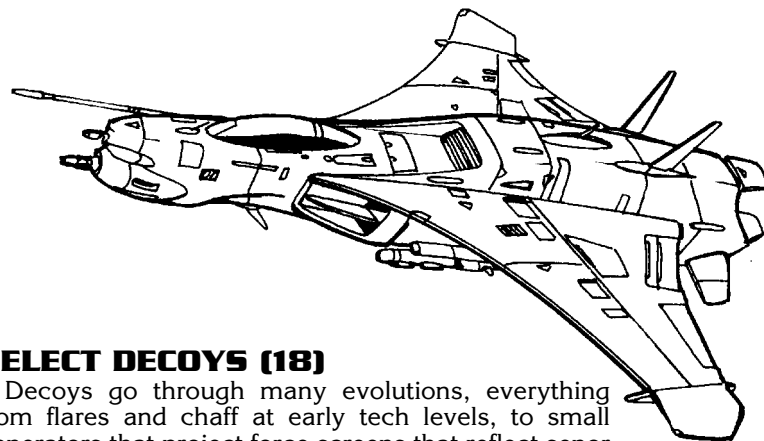 ELECT DECOYS (18)
Decoys go through many evolutions, everything
om flares and chaff at early tech levels, to small
nerators that project force screens that reflect